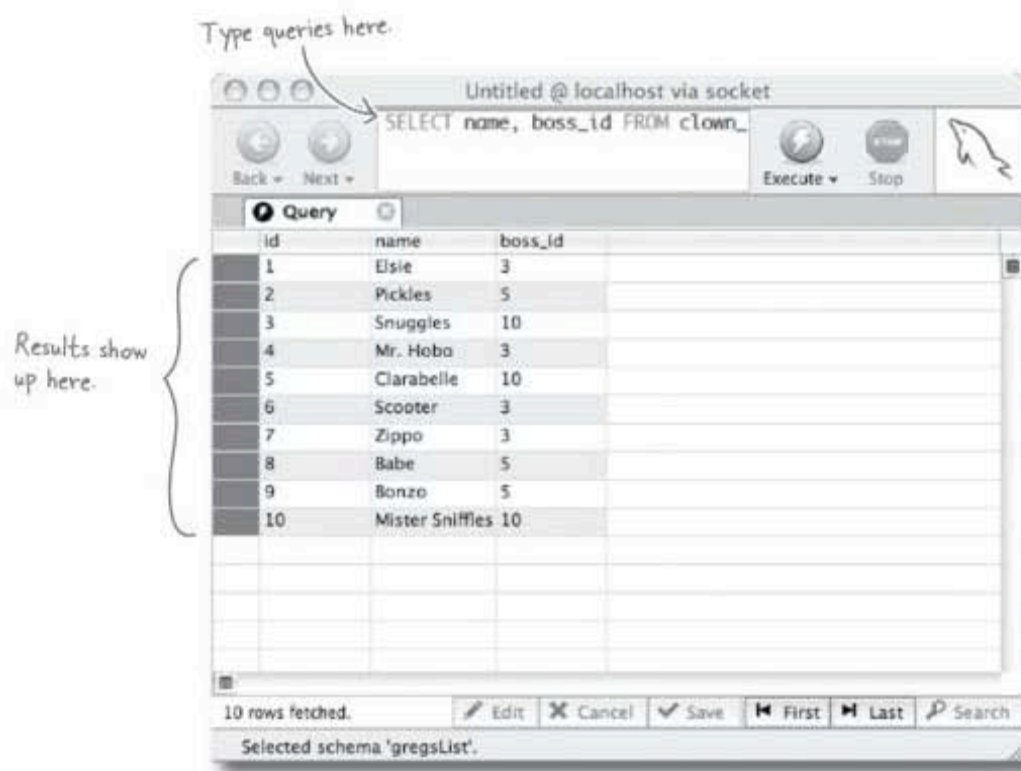 Type queries here.
Untitled @ localhost via socket
SELECT name, boss_id FROM clown_
Back Next
Execute Stop
Query
id name boss_id
1 Elsie 3
2 Pickles 5
3 Snuggles 10
4 Mr. Hobo 3
5 Clarabelle 10
6 Scooter 3
7 Zippo 3
8 Babe 5
9 Bonzo 5
10 Mister Sniffles 10
Results show
up here.
10 rows fetched. Edit Cancel Save First Last Search
Selected schema 'gregsList'.